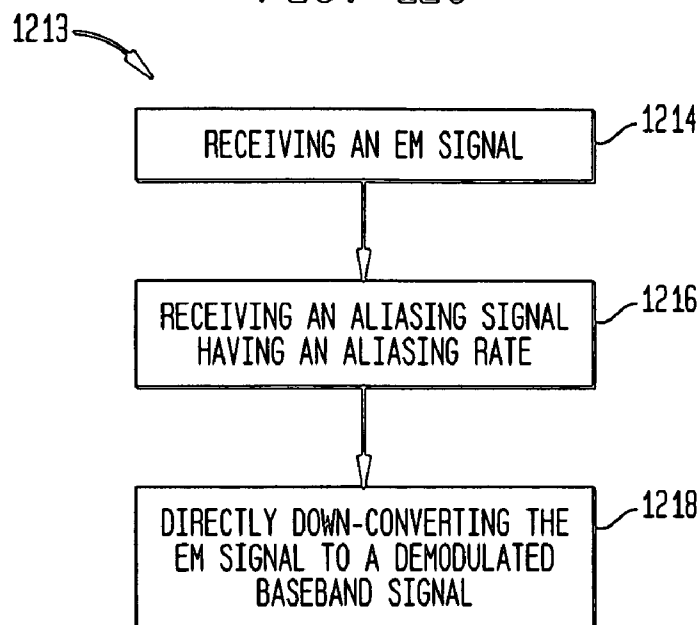 1213
RECEIVING AN EM SIGNAL
1214
RECEIVING AN ALIASING SIGNAL
HAVING AN ALIASING RATE
1216
DIRECTLY DOWN-CONVERTING THE
EM SIGNAL TO A DEMODULATED
BASEBAND SIGNAL
1218